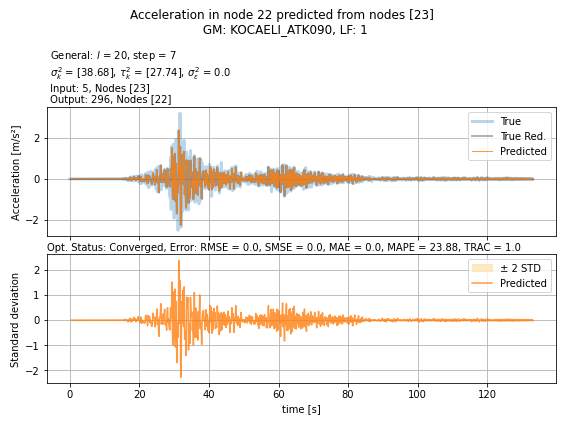 Acceleration in node 22 predicted from nodes [23]
GM: KOCAELI_ATK090, LF: 1
General: l = 20, step = 7
σ²ₖ = [38.68], τ²ₖ = [27.74], σ²ε = 0.0
Input: 5, Nodes [23]
Output: 296, Nodes [22]
Acceleration [m/s²]
2
0
−2
True
True Red.
Predicted
Opt. Status: Converged, Error: RMSE = 0.0, SMSE = 0.0, MAE = 0.0, MAPE = 23.88, TRAC = 1.0
Standard deviation
2
1
0
−1
−2
± 2 STD
Predicted
0 20 40 60 80 100 120
time [s]